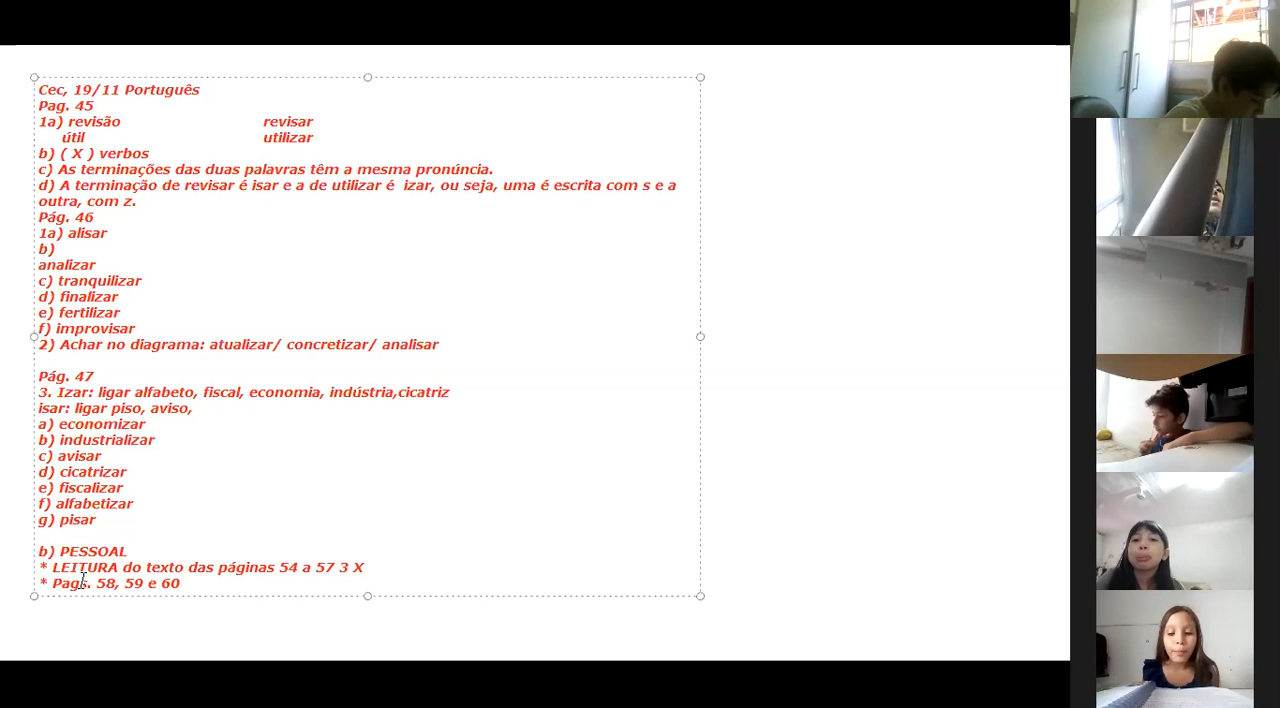 Cec, 19/11 Português
Pag. 45
1a) revisão revisar
útil utilizar
b) ( X ) verbos
c) As terminações das duas palavras têm a mesma pronúncia.
d) A terminação de revisar é isar e a de utilizar é izar, ou seja, uma é escrita com s e a
outra, com z.
Pág. 46
1a) alisar
b)
analizar
c) tranquilizar
d) finalizar
e) fertilizar
f) improvisar
2) Achar no diagrama: atualizar/ concretizar/ analisar
Pág. 47
3. Izar: ligar alfabeto, fiscal, economia, indústria,cicatriz
isar: ligar piso, aviso,
a) economizar
b) industrializar
c) avisar
d) cicatrizar
e) fiscalizar
f) alfabetizar
g) pisar
b) PESSOAL
* LEITURA do texto das páginas 54 a 57 3 X
* Pags. 58, 59 e 60